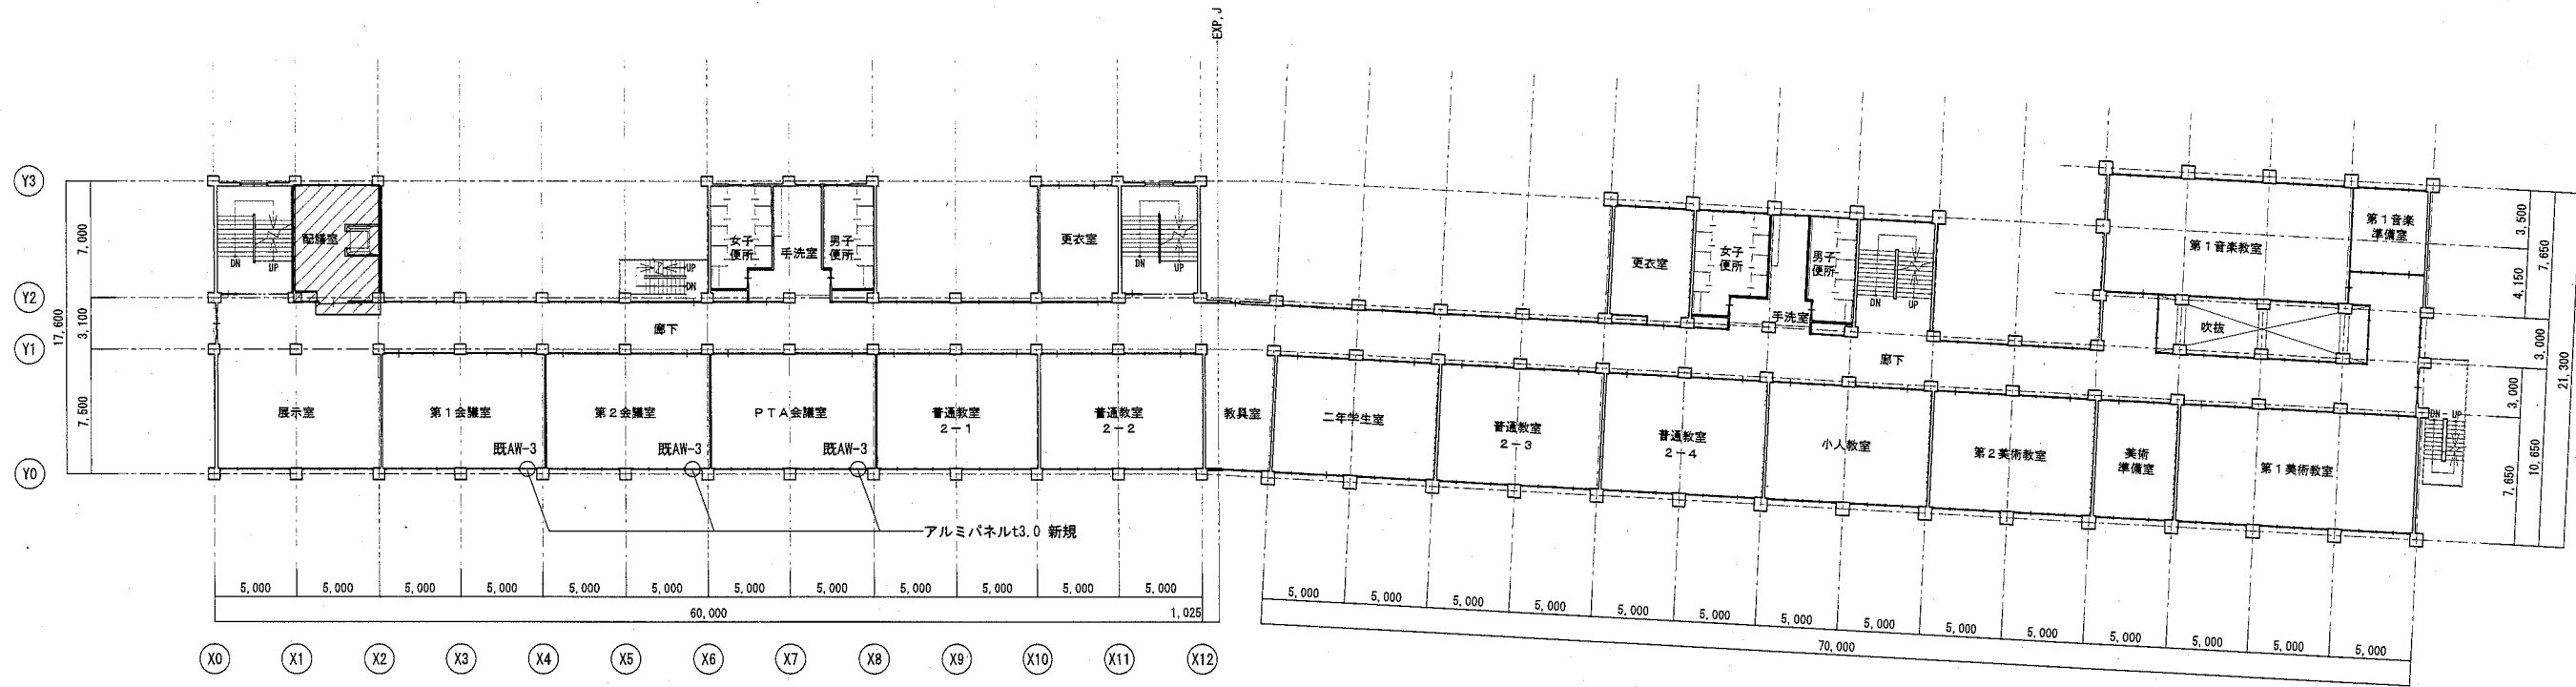 EXP,J
Y3
Y2
Y1
Y0
17,600
7,000
3,100
7,500
配膳室
DN
UP
UP
DN
女子
便所
手洗室
男子
便所
更衣室
DN
UP
廊下
展示室
第1会議室
第2会議室
PTA会議室
普通教室
2-1
普通教室
2-2
教具室
既AW-3
既AW-3
既AW-3
アルミパネルt3.0 新規
更衣室
女子
便所
手洗室
男子
便所
DN
UP
第1音楽教室
第1音楽
準備室
吹抜
廊下
二年学生室
普通教室
2-3
普通教室
2-4
小人教室
第2美術教室
美術
準備室
第1美術教室
DN
UP
3,500
4,150
7,650
3,000
3,000
7,650
10,650
21,300
5,000
5,000
5,000
5,000
5,000
5,000
5,000
5,000
5,000
5,000
5,000
5,000
60,000
1,025
5,000
5,000
5,000
5,000
5,000
5,000
5,000
5,000
5,000
5,000
5,000
5,000
5,000
5,000
70,000
X0
X1
X2
X3
X4
X5
X6
X7
X8
X9
X10
X11
X12